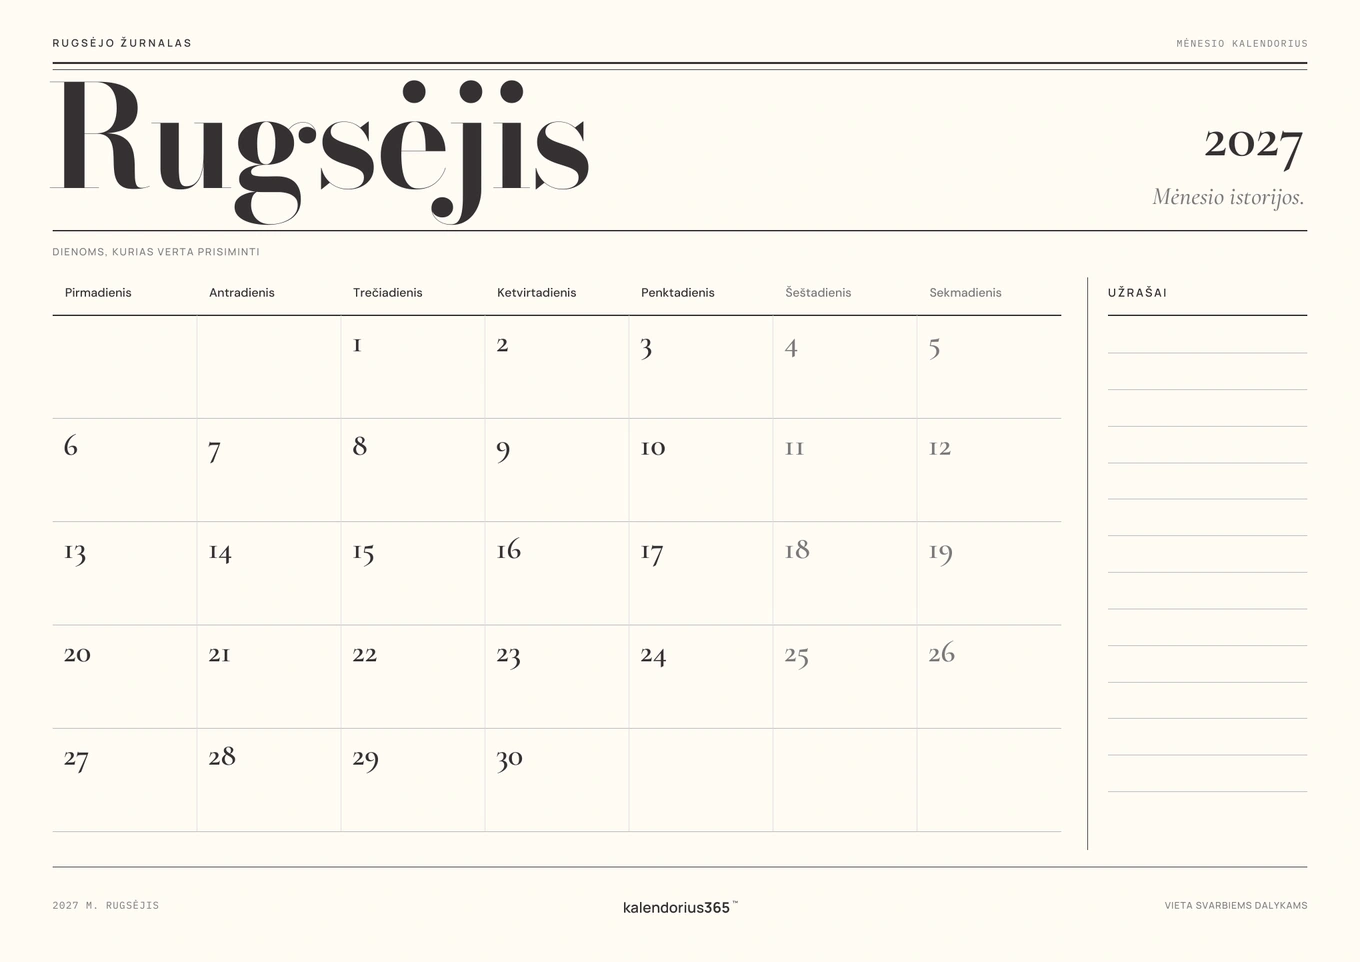 RUGSĖJO ŽURNALAS
MĖNESIO KALENDORIUS
Rugsėjis
2027
Mėnesio istorijos.
DIENOMS, KURIAS VERTA PRISIMINTI
Pirmadienis Antradienis Trečiadienis Ketvirtadienis Penktadienis Šeštadienis Sekmadienis
UŽRAŠAI
1 2 3 4 5
6 7 8 9 10 11 12
13 14 15 16 17 18 19
20 21 22 23 24 25 26
27 28 29 30
2027 M. RUGSĖJIS
kalendorius365™
VIETA SVARBIEMS DALYKAMS